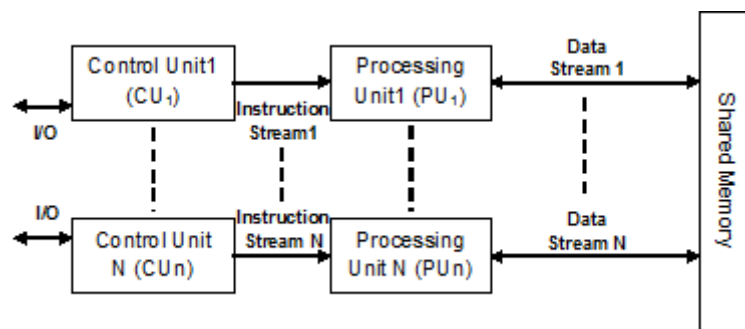 Control Unit1
(CU₁)
I/O
Instruction
Stream1
Processing
Unit1 (PU₁)
Data
Stream 1
Shared Memory
I/O
Control Unit
N (CUn)
Instruction
Stream N
Processing
Unit N (PUn)
Data
Stream N